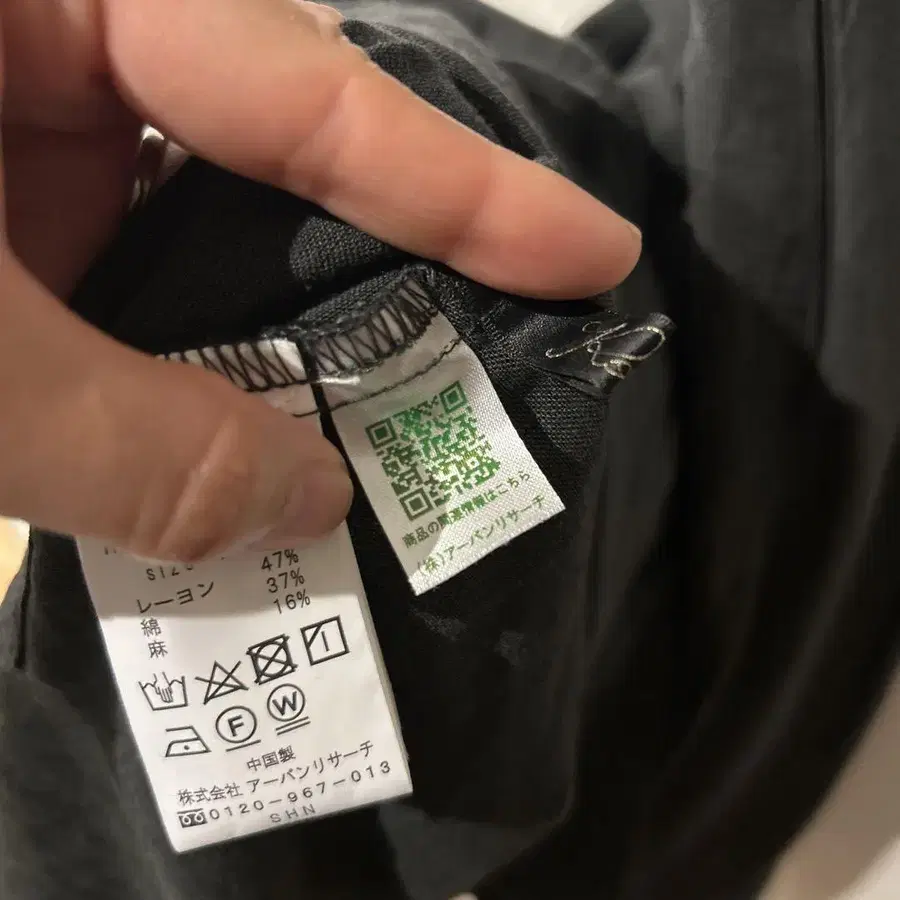 商品の関連情報はこちら
(株)アーバンリサーチ
SIZE
レーヨン 47%
綿 37%
麻 16%
F W
中国製
株式会社 アーバンリサーチ
0120-967-013
SHN